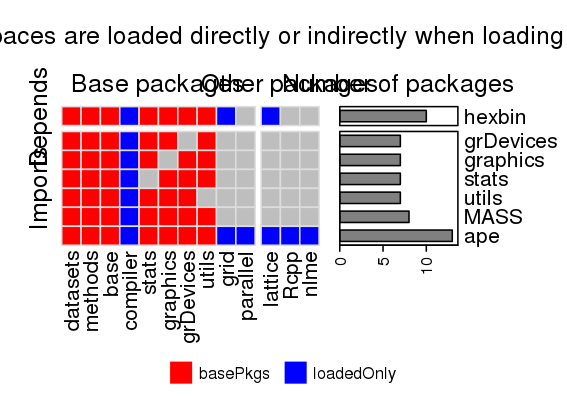 paces are loaded directly or indirectly when loading
Base packages
Other packages
Number of packages
Depends
Imports
hexbin
grDevices
graphics
stats
utils
MASS
ape
datasets
methods
base
compiler
stats
graphics
grDevices
utils
grid
parallel
lattice
Rcpp
nlme
0
5
10
basePkgs
loadedOnly